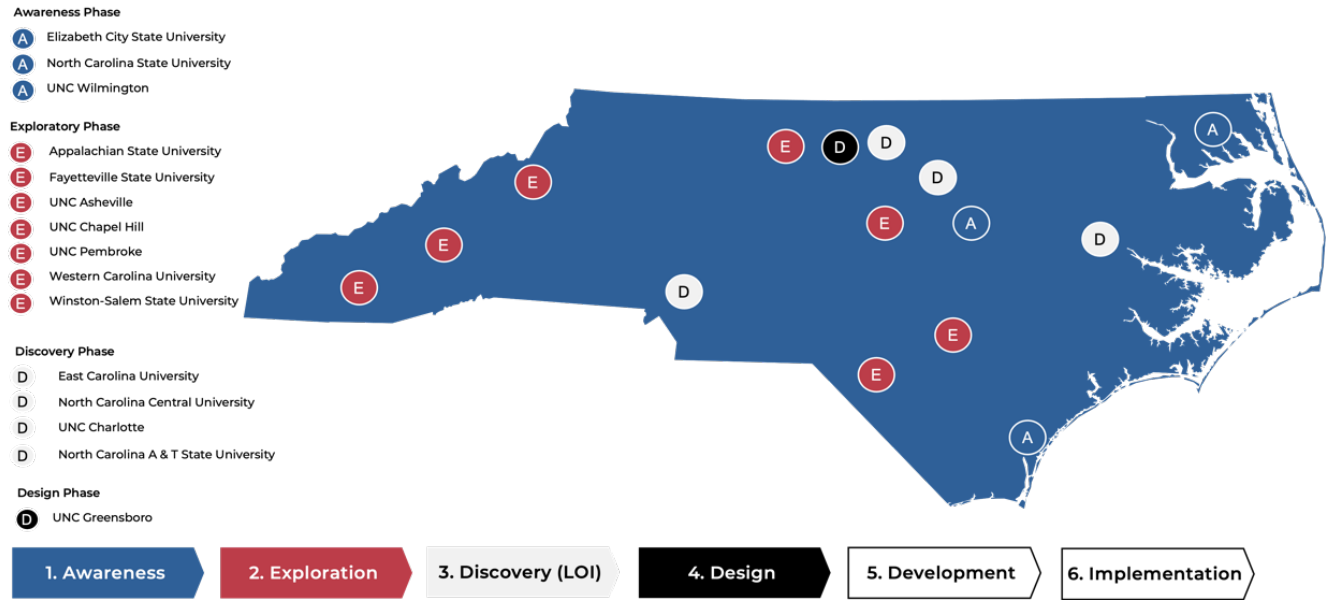 Awareness Phase
A Elizabeth City State University
A North Carolina State University
A UNC Wilmington
Exploratory Phase
E Appalachian State University
E Fayetteville State University
E UNC Asheville
E UNC Chapel Hill
E UNC Pembroke
E Western Carolina University
E Winston-Salem State University
Discovery Phase
D East Carolina University
D North Carolina Central University
D UNC Charlotte
D North Carolina A & T State University
Design Phase
D UNC Greensboro
A
E
D
D
E
D
E
A
D
E
E
D
E
E
A
1. Awareness
2. Exploration
3. Discovery (LOI)
4. Design
5. Development
6. Implementation